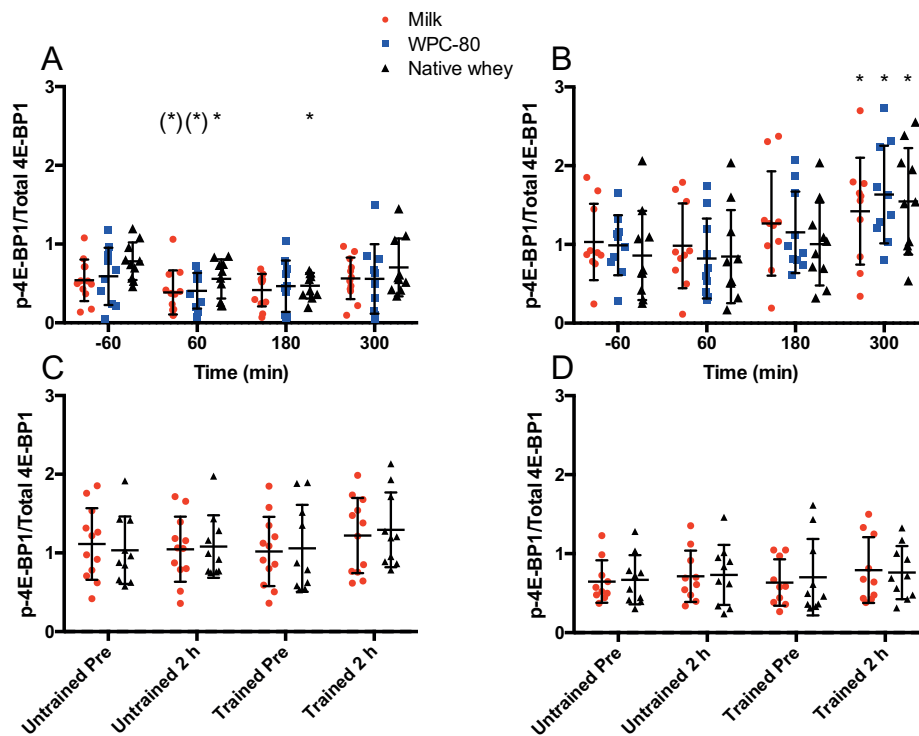 Milk
WPC-80
Native whey
A
p-4E-BP1/Total 4E-BP1
3
2
1
0
(*) (*) * *
-60 60 180 300
Time (min)
B
p-4E-BP1/Total 4E-BP1
3
2
1
0
* * *
-60 60 180 300
Time (min)
C
p-4E-BP1/Total 4E-BP1
3
2
1
0
Untrained Pre
Untrained 2 h
Trained Pre
Trained 2 h
D
p-4E-BP1/Total 4E-BP1
3
2
1
0
Untrained Pre
Untrained 2 h
Trained Pre
Trained 2 h